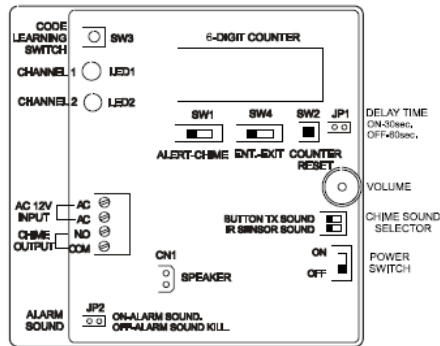 CODE
LEARNING
SWITCH
SW3
6-DIGIT COUNTER
CHANNEL 1
LED1
CHANNEL 2
LED2
SW1
SW4
SW2
JP1
DELAY TIME
ON-30sec.
OFF-60sec.
ALERT-CHIME
ENT.-EXIT
COUNTER
RESET
VOLUME
AC 12V
INPUT
AC
AC
CHIME
OUTPUT
N.O
COM
BUTTON TX SOUND
IR SENSOR SOUND
CHIME SOUND
SELECTOR
CN1
SPEAKER
ON
OFF
POWER
SWITCH
ALARM
SOUND
JP2
ON-ALARM SOUND.
OFF-ALARM SOUND KILL.